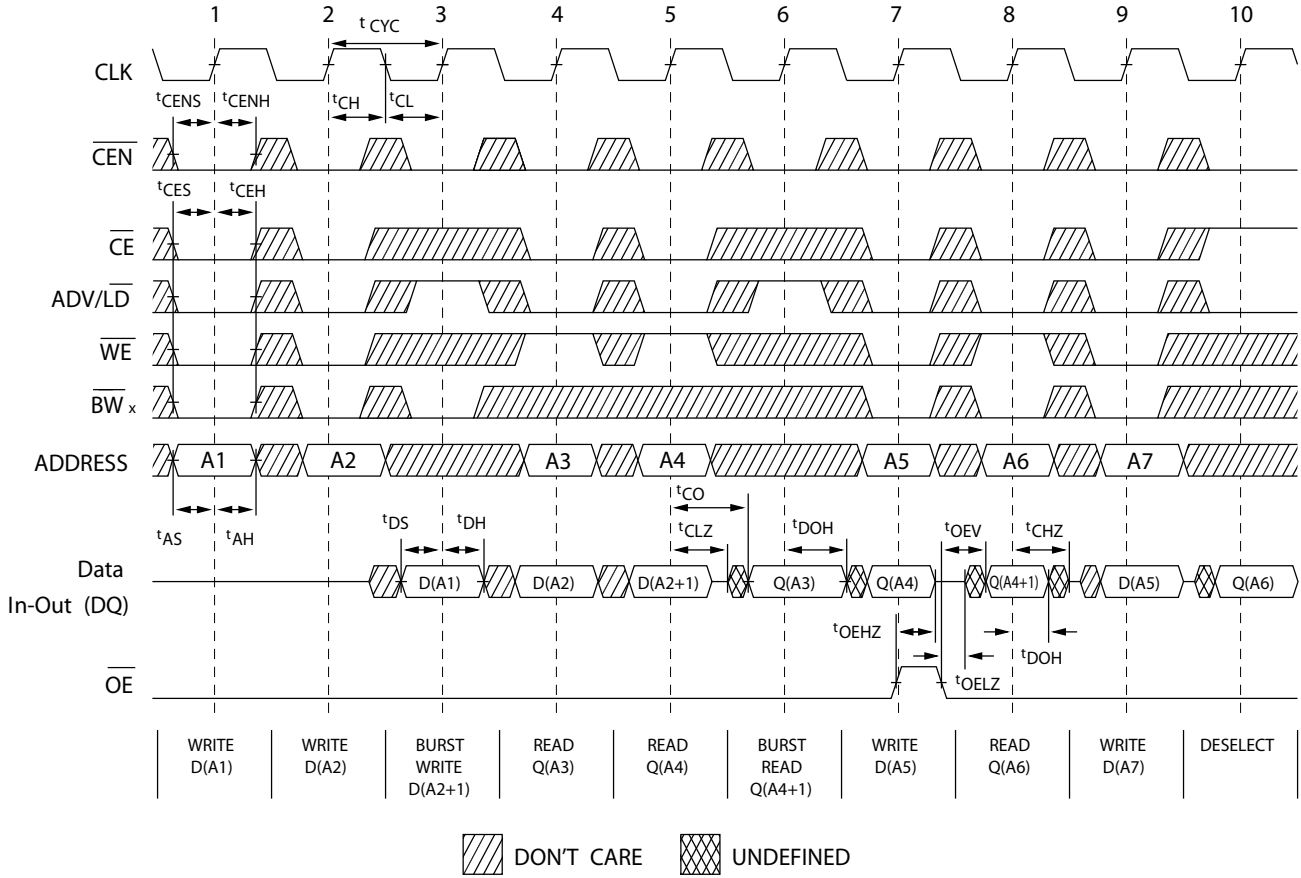 1 2 3 4 5 6 7 8 9 10
t CYC
CLK
tCENS tCENH tCH tCL
CEN
tCES tCEH
CE
ADV/LD
WE
BW x
ADDRESS A1 A2 A3 A4 A5 A6 A7
tCO
tAS tAH tDS tDH tCLZ tDOH tOEV tCHZ
Data
In-Out (DQ)
D(A1) D(A2) D(A2+1) Q(A3) Q(A4) Q(A4+1) D(A5) Q(A6)
tOEHZ tDOH
tOELZ
OE
WRITE
D(A1)
WRITE
D(A2)
BURST
WRITE
D(A2+1)
READ
Q(A3)
READ
Q(A4)
BURST
READ
Q(A4+1)
WRITE
D(A5)
READ
Q(A6)
WRITE
D(A7)
DESELECT
DON'T CARE UNDEFINED